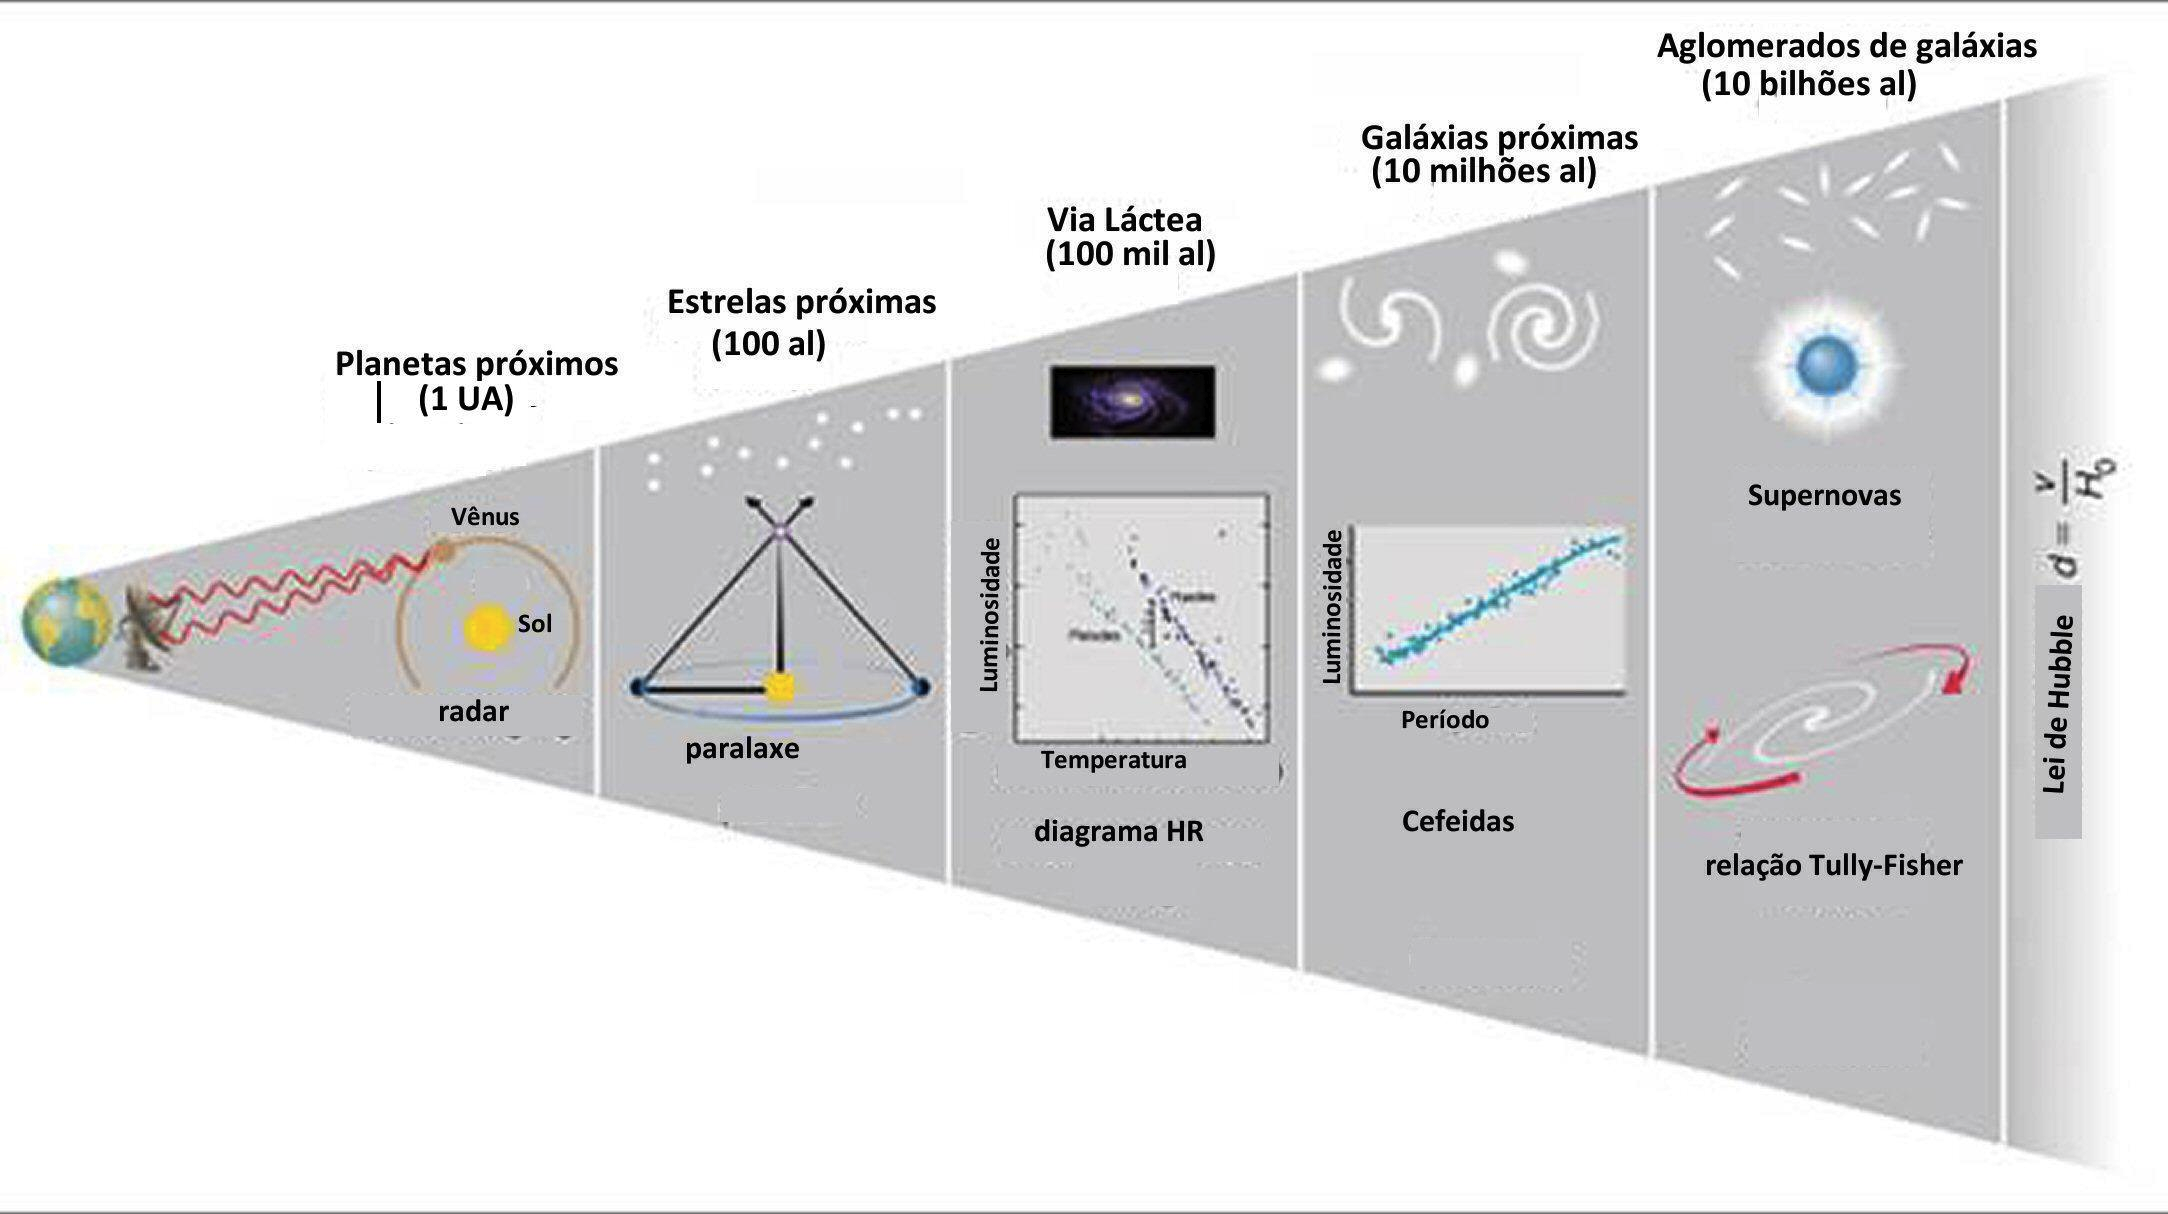 Aglomerados de galáxias
(10 bilhões al)
Galáxias próximas
(10 milhões al)
Via Láctea
(100 mil al)
Estrelas próximas
(100 al)
Planetas próximos
(1 UA)
Vênus
Sol
radar
paralaxe
Luminosidade
Temperatura
diagrama HR
Luminosidade
Período
Cefeidas
Supernovas
relação Tully-Fisher
Lei de Hubble d = v / H₀